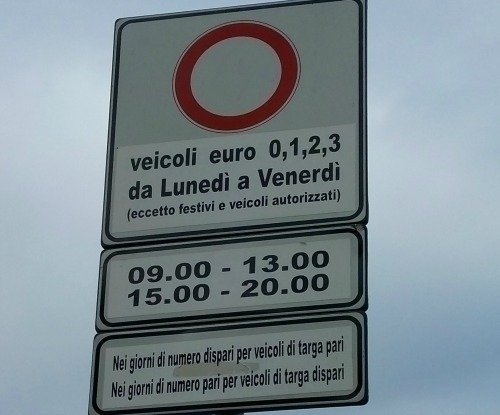 veicoli euro 0,1,2,3
da Lunedì a Venerdì
(eccetto festivi e veicoli autorizzati)
09.00 - 13.00
15.00 - 20.00
Nei giorni di numero dispari per veicoli di targa pari
Nei giorni di numero pari per veicoli di targa dispari